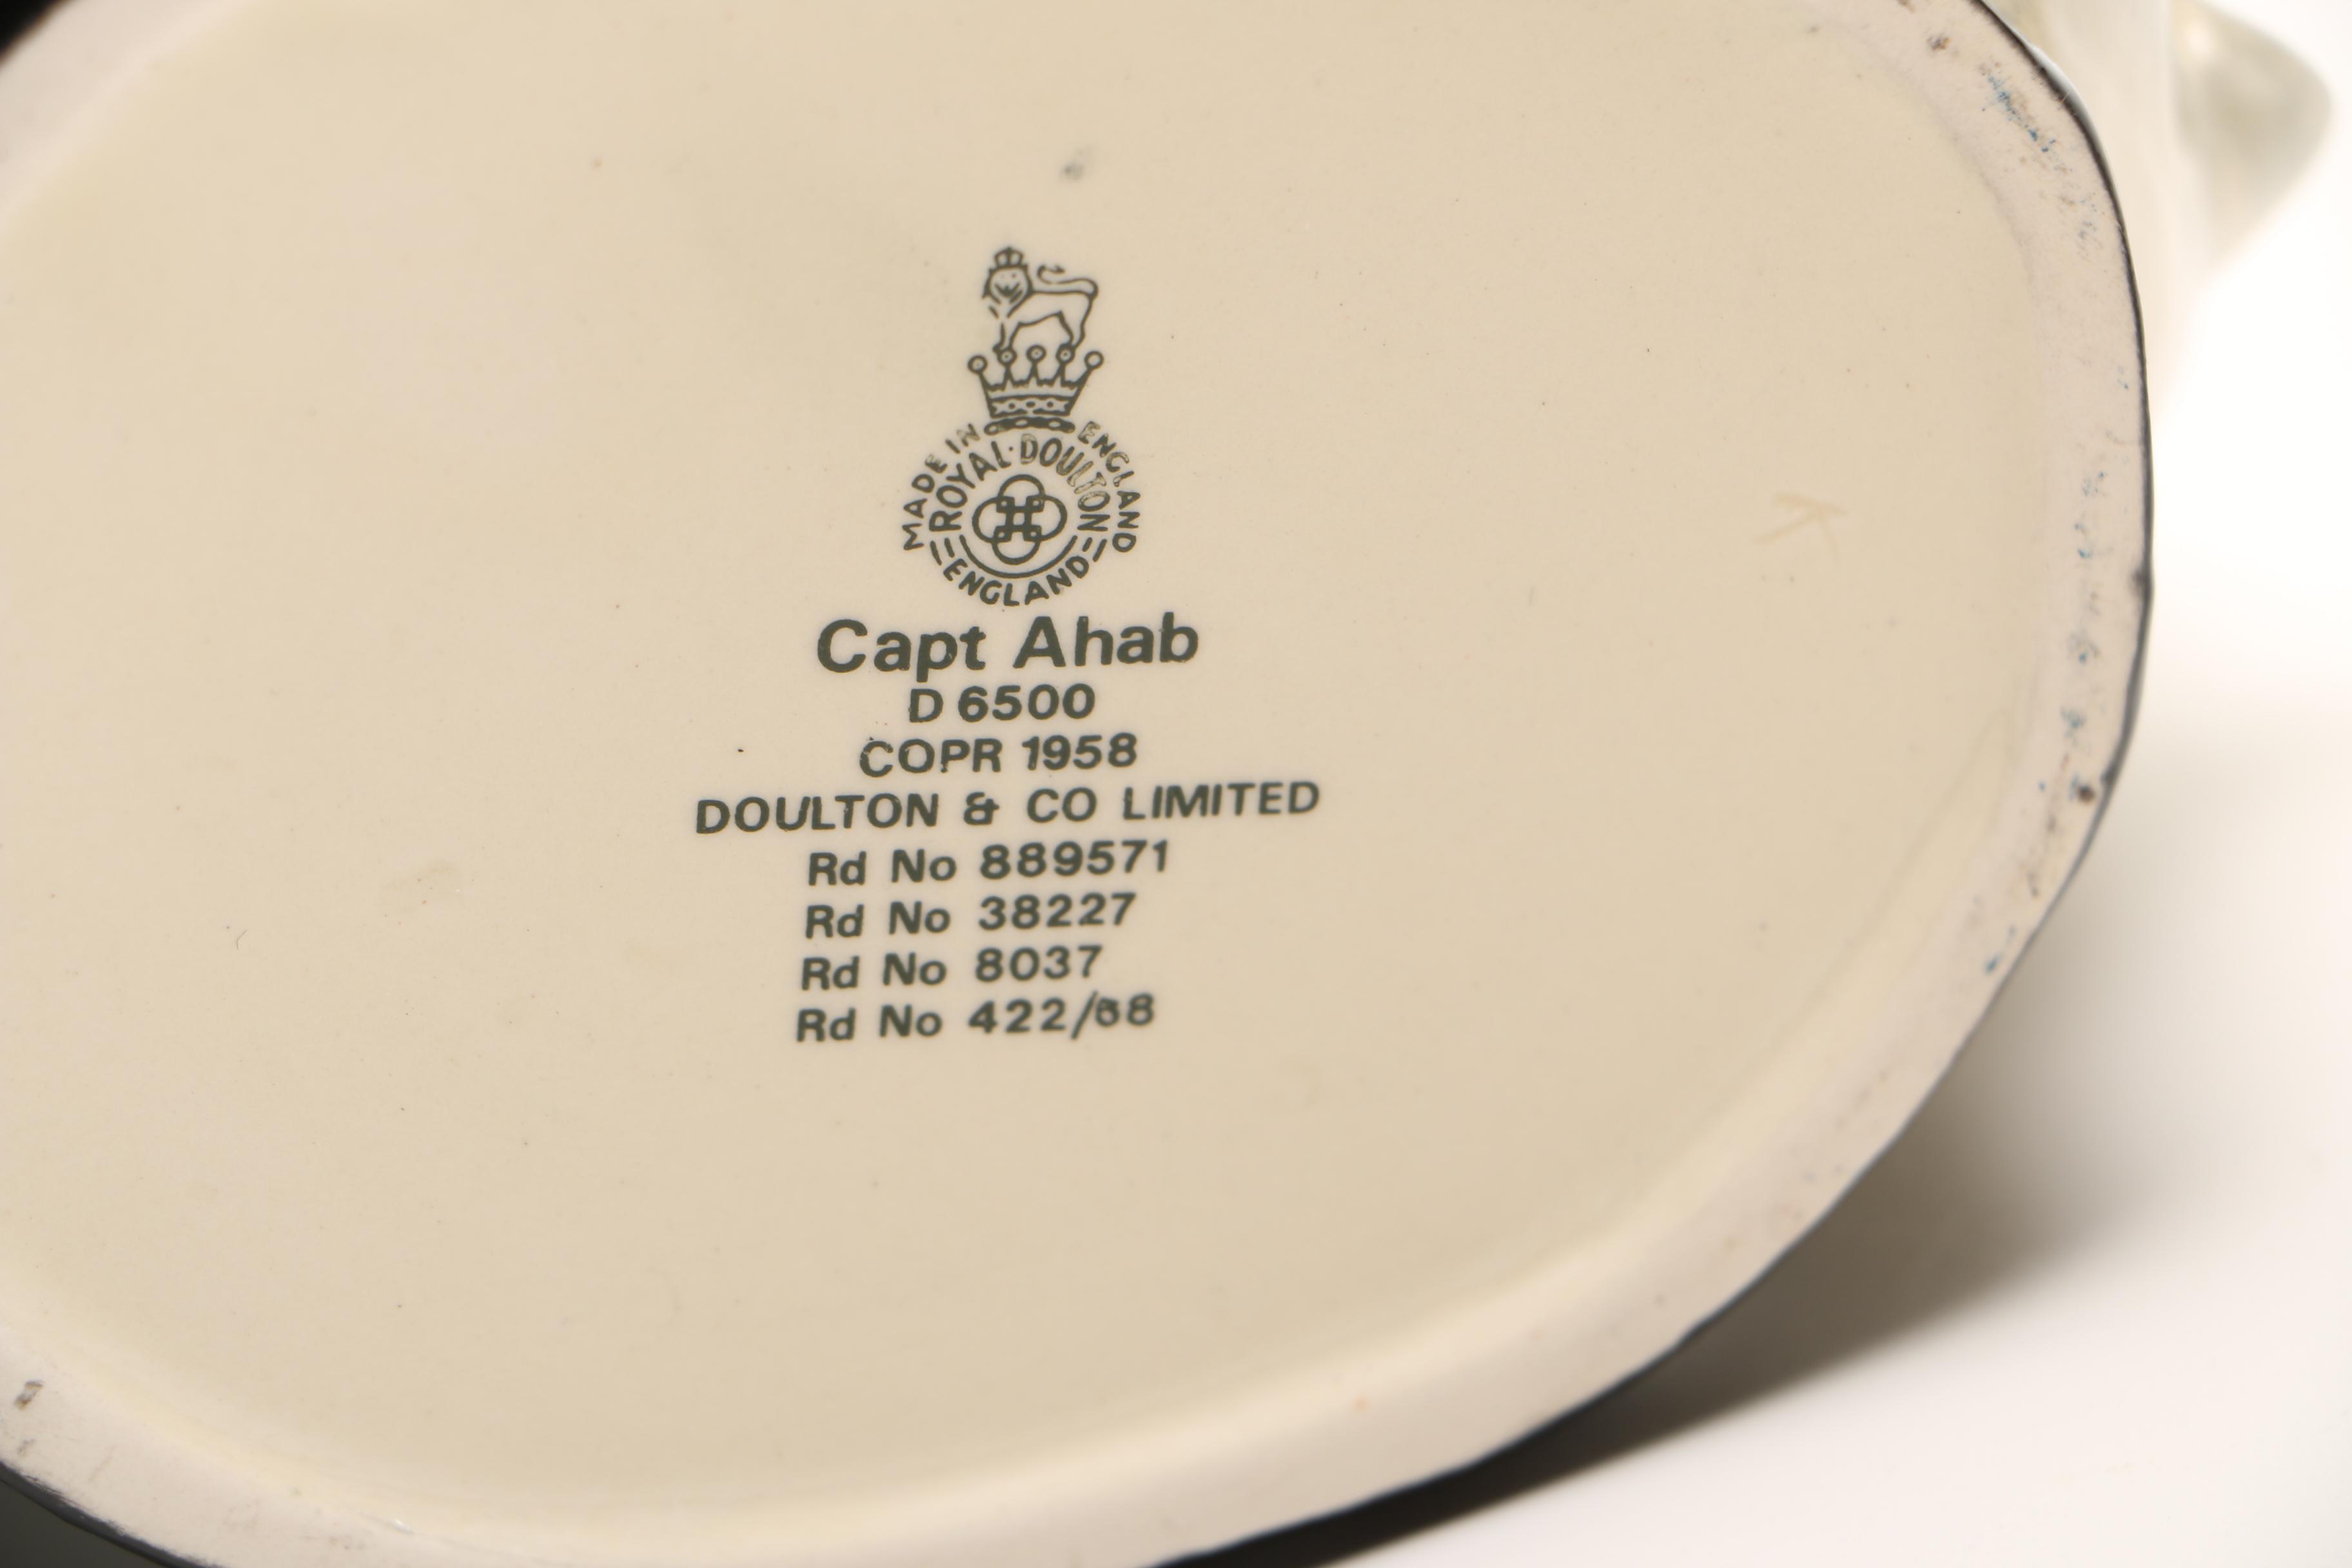 MADE IN ENGLAND
ROYAL·DOULTON
ENGLAND
Capt Ahab
D 6500
COPR 1958
DOULTON & CO LIMITED
Rd No 889571
Rd No 38227
Rd No 8037
Rd No 422/